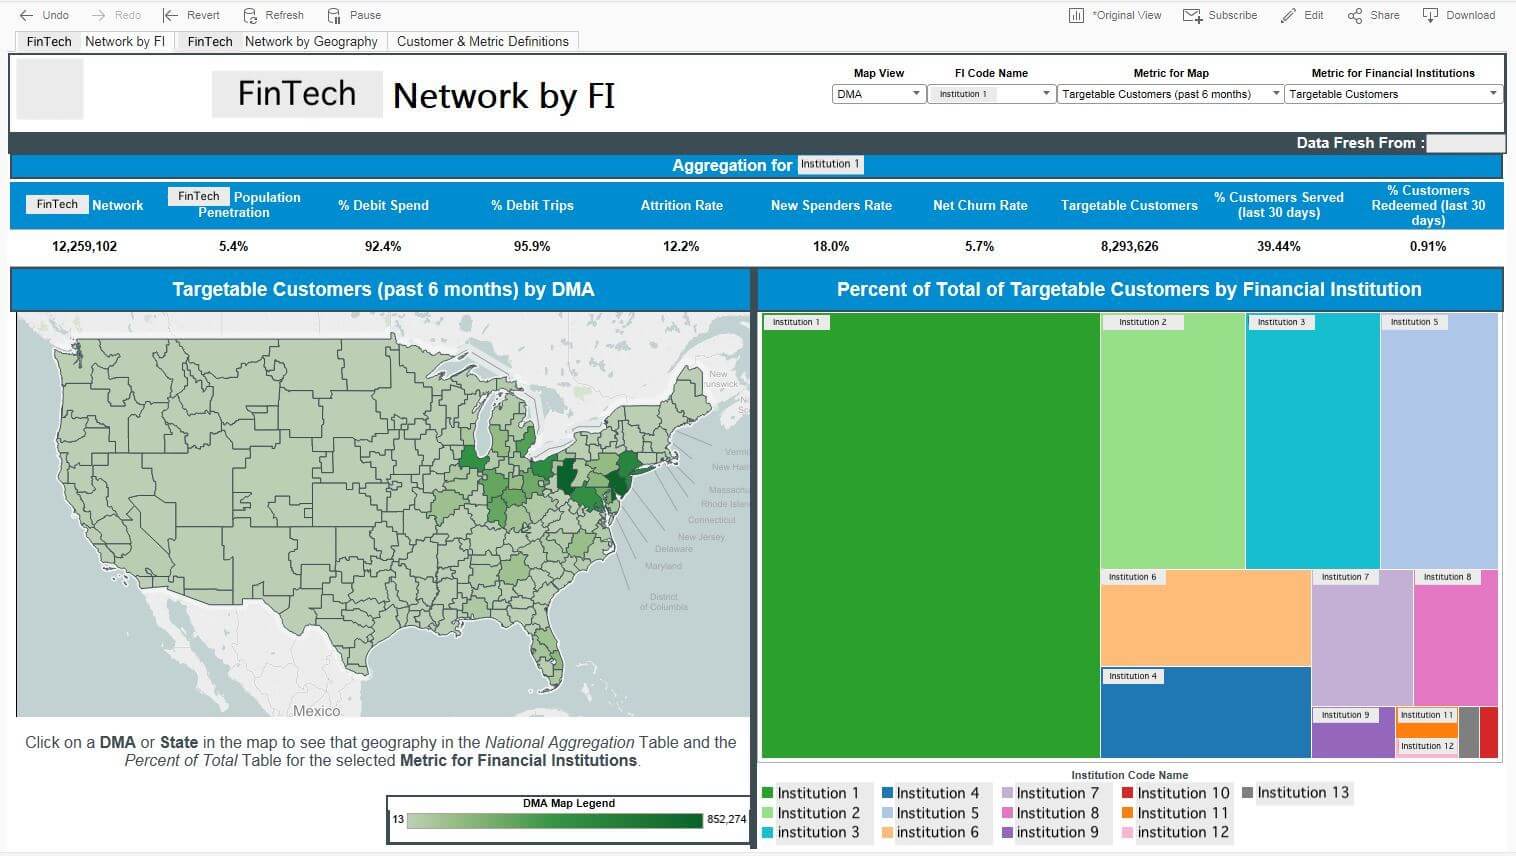 Undo Redo Revert Refresh Pause *Original View Subscribe Edit Share Download
FinTech Network by FI FinTech Network by Geography Customer & Metric Definitions
FinTech Network by FI
Map View FI Code Name Metric for Map Metric for Financial Institutions
DMA Institution 1 Targetable Customers (past 6 months) Targetable Customers
Data Fresh From :
Aggregation for Institution 1
FinTech Network
FinTech Population
Penetration
% Debit Spend
% Debit Trips
Attrition Rate
New Spenders Rate
Net Churn Rate
Targetable Customers
% Customers Served
(last 30 days)
% Customers
Redeemed (last 30
days)
12,259,102 5.4% 92.4% 95.9% 12.2% 18.0% 5.7% 8,293,626 39.44% 0.91%
Targetable Customers (past 6 months) by DMA
New
Massachu
Rhode Islan
Connecticut
New Jersey
Delaware
Maryland
District
of Columbia
Mexico
Click on a DMA or State in the map to see that geography in the National Aggregation Table and the
Percent of Total Table for the selected Metric for Financial Institutions.
DMA Map Legend
13 852,274
Percent of Total of Targetable Customers by Financial Institution
Institution 1 Institution 2 Institution 3 Institution 5
Institution 6 Institution 7 Institution 8
Institution 4
Institution 9 Institution 11
Institution 12
Institution Code Name
Institution 1 Institution 4 Institution 7 Institution 10 Institution 13
Institution 2 Institution 5 Institution 8 Institution 11
institution 3 institution 6 institution 9 institution 12